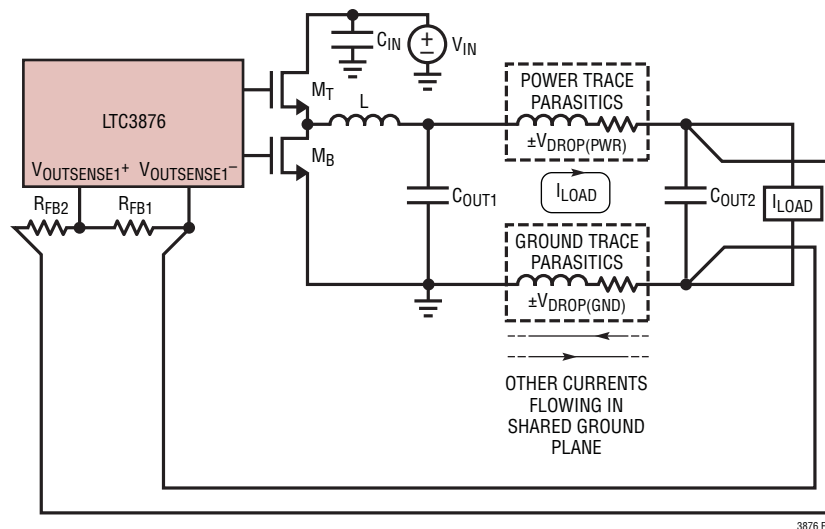 C_IN
V_IN
+
−
LTC3876
M_T
L
M_B
V_OUTSENSE1+ V_OUTSENSE1−
R_FB2
R_FB1
POWER TRACE
PARASITICS
±V_DROP(PWR)
I_LOAD
C_OUT1
C_OUT2
I_LOAD
GROUND TRACE
PARASITICS
±V_DROP(GND)
OTHER CURRENTS
FLOWING IN
SHARED GROUND
PLANE
3876